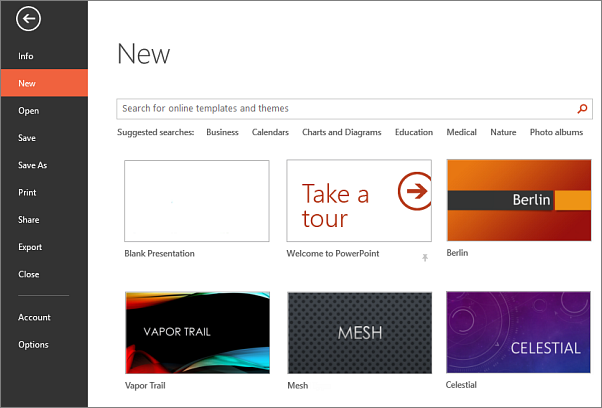 Info
New
Open
Save
Save As
Print
Share
Export
Close
Account
Options
New
Search for online templates and themes
Suggested searches: Business Calendars Charts and Diagrams Education Medical Nature Photo albums
Take a
tour
Berlin
Blank Presentation
Welcome to PowerPoint
Berlin
VAPOR TRAIL
MESH
CELESTIAL
Vapor Trail
Mesh
Celestial